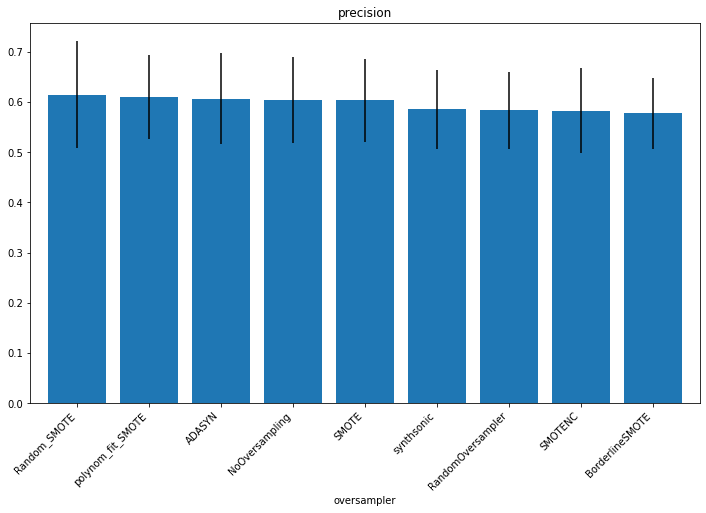 precision
0.7
0.6
0.5
0.4
0.3
0.2
0.1
0.0
Random_SMOTE
polynom_fit_SMOTE
ADASYN
NoOversampling
SMOTE
synthsonic
RandomOversampler
SMOTENC
BorderlineSMOTE
oversampler